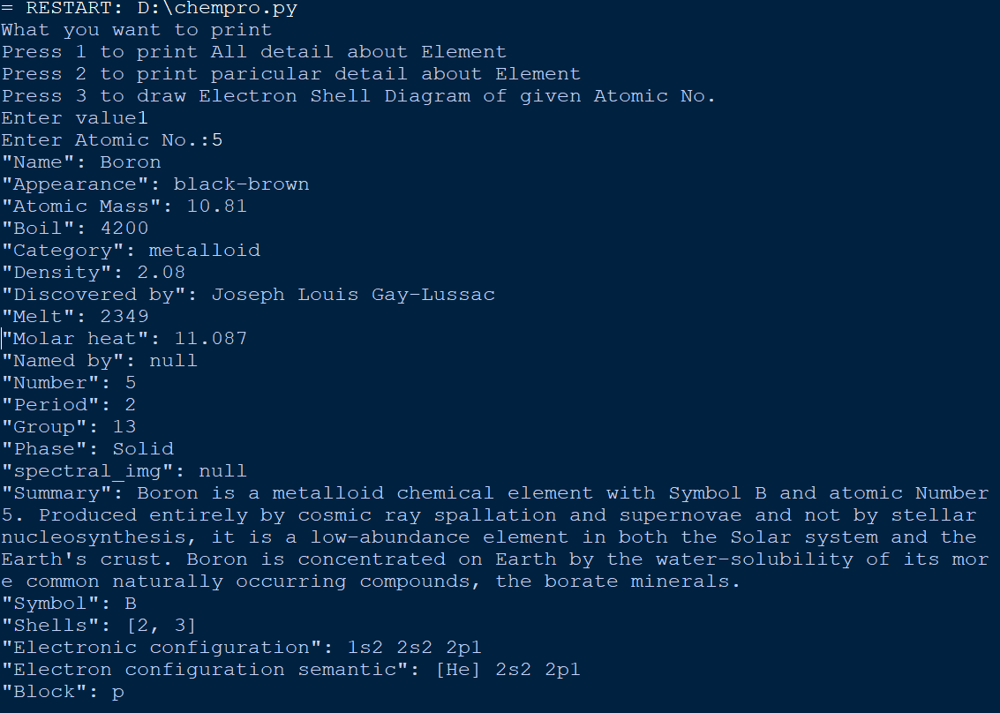 = RESTART: D:\chempro.py
What you want to print
Press 1 to print All detail about Element
Press 2 to print paricular detail about Element
Press 3 to draw Electron Shell Diagram of given Atomic No.
Enter value1
Enter Atomic No.:5
"Name": Boron
"Appearance": black-brown
"Atomic Mass": 10.81
"Boil": 4200
"Category": metalloid
"Density": 2.08
"Discovered by": Joseph Louis Gay-Lussac
"Melt": 2349
"Molar heat": 11.087
"Named by": null
"Number": 5
"Period": 2
"Group": 13
"Phase": Solid
"spectral_img": null
"Summary": Boron is a metalloid chemical element with Symbol B and atomic Number
5. Produced entirely by cosmic ray spallation and supernovae and not by stellar
nucleosynthesis, it is a low-abundance element in both the Solar system and the
Earth's crust. Boron is concentrated on Earth by the water-solubility of its mor
e common naturally occurring compounds, the borate minerals.
"Symbol": B
"Shells": [2, 3]
"Electronic configuration": 1s2 2s2 2p1
"Electron configuration semantic": [He] 2s2 2p1
"Block": p